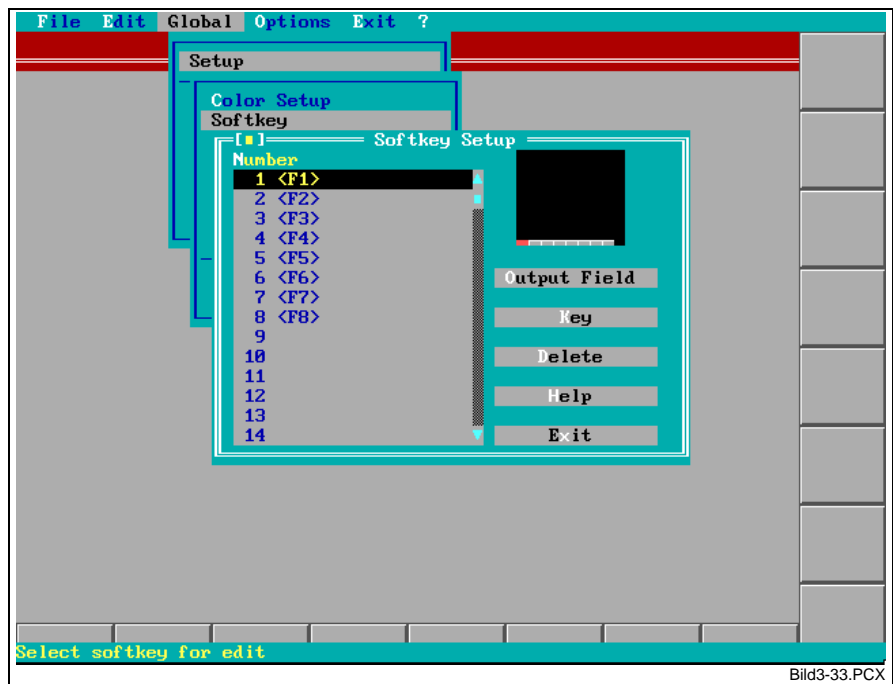 File Edit Global Options Exit ?
Setup
Color Setup
Softkey
[■] Softkey Setup
Number
1 <F1>
2 <F2>
3 <F3>
4 <F4>
5 <F5>
6 <F6>
7 <F7>
8 <F8>
9
10
11
12
13
14
Output Field
Key
Delete
Help
Exit
Select softkey for edit
Bild3-33.PCX